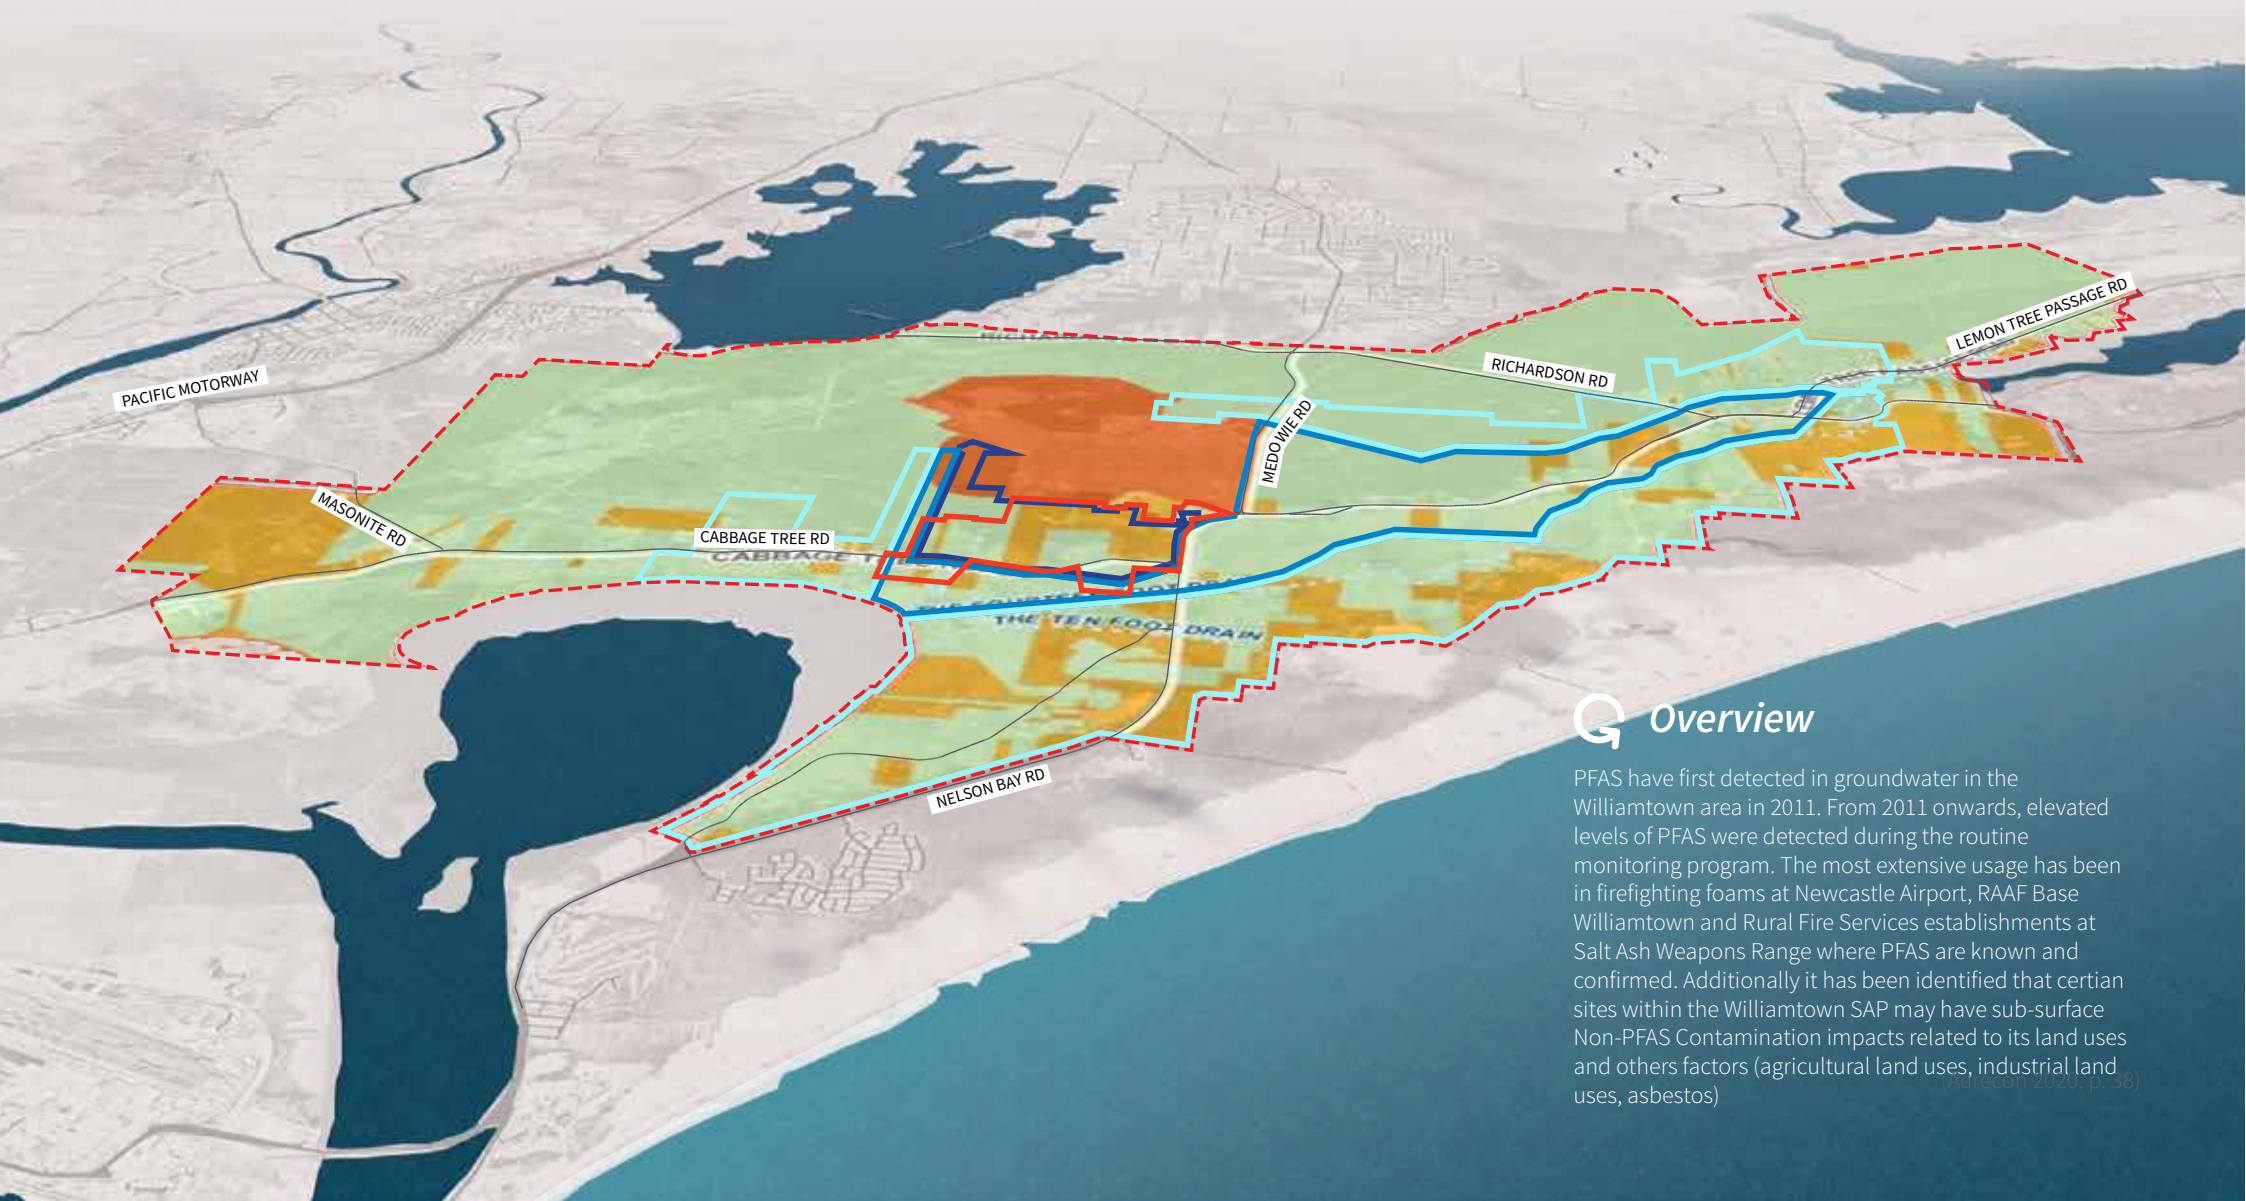 PACIFIC MOTORWAY
MASONITE RD
CABBAGE TREE RD
MEDOWIE RD
RICHARDSON RD
LEMON TREE PASSAGE RD
THE TEN FOOT DRAIN
NELSON BAY RD
Overview
PFAS have first detected in groundwater in the
Williamtown area in 2011. From 2011 onwards, elevated
levels of PFAS were detected during the routine
monitoring program. The most extensive usage has been
in firefighting foams at Newcastle Airport, RAAF Base
Williamtown and Rural Fire Services establishments at
Salt Ash Weapons Range where PFAS are known and
confirmed. Additionally it has been identified that certian
sites within the Williamtown SAP may have sub-surface
Non-PFAS Contamination impacts related to its land uses
and others factors (agricultural land uses, industrial land
uses, asbestos)
(Adrecon 2020, p. 38)